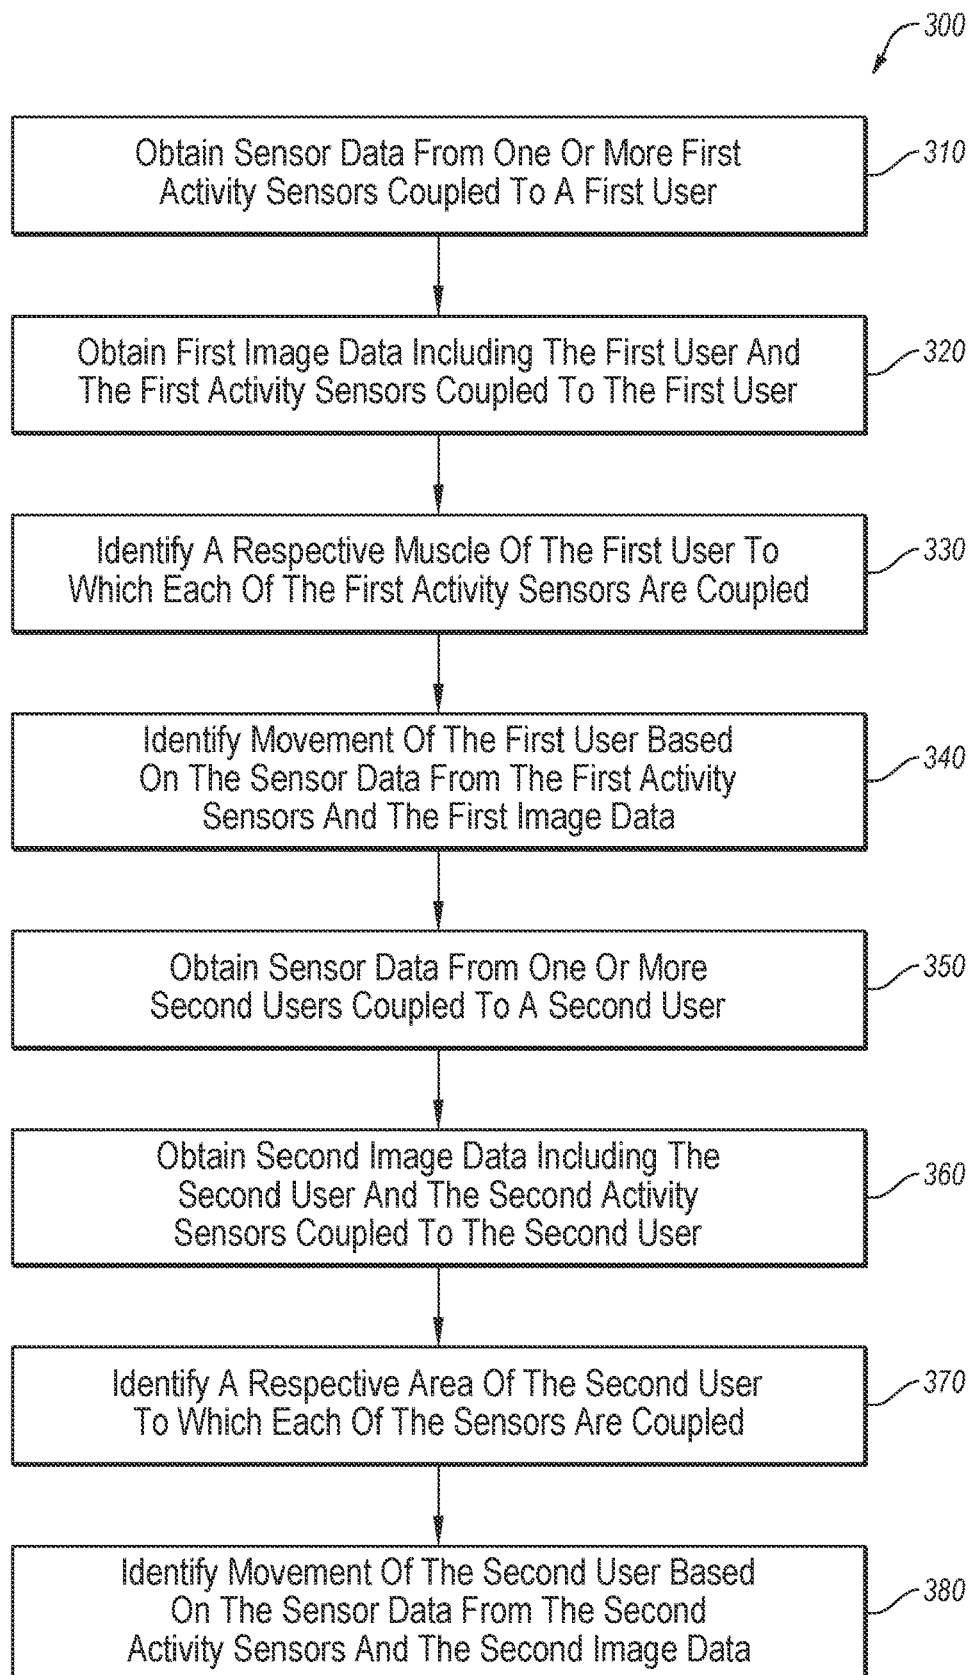 300
Obtain Sensor Data From One Or More First
Activity Sensors Coupled To A First User
310
Obtain First Image Data Including The First User And
The First Activity Sensors Coupled To The First User
320
Identify A Respective Muscle Of The First User To
Which Each Of The First Activity Sensors Are Coupled
330
Identify Movement Of The First User Based
On The Sensor Data From The First Activity
Sensors And The First Image Data
340
Obtain Sensor Data From One Or More
Second Users Coupled To A Second User
350
Obtain Second Image Data Including The
Second User And The Second Activity
Sensors Coupled To The Second User
360
Identify A Respective Area Of The Second User
To Which Each Of The Sensors Are Coupled
370
Identify Movement Of The Second User Based
On The Sensor Data From The Second
Activity Sensors And The Second Image Data
380